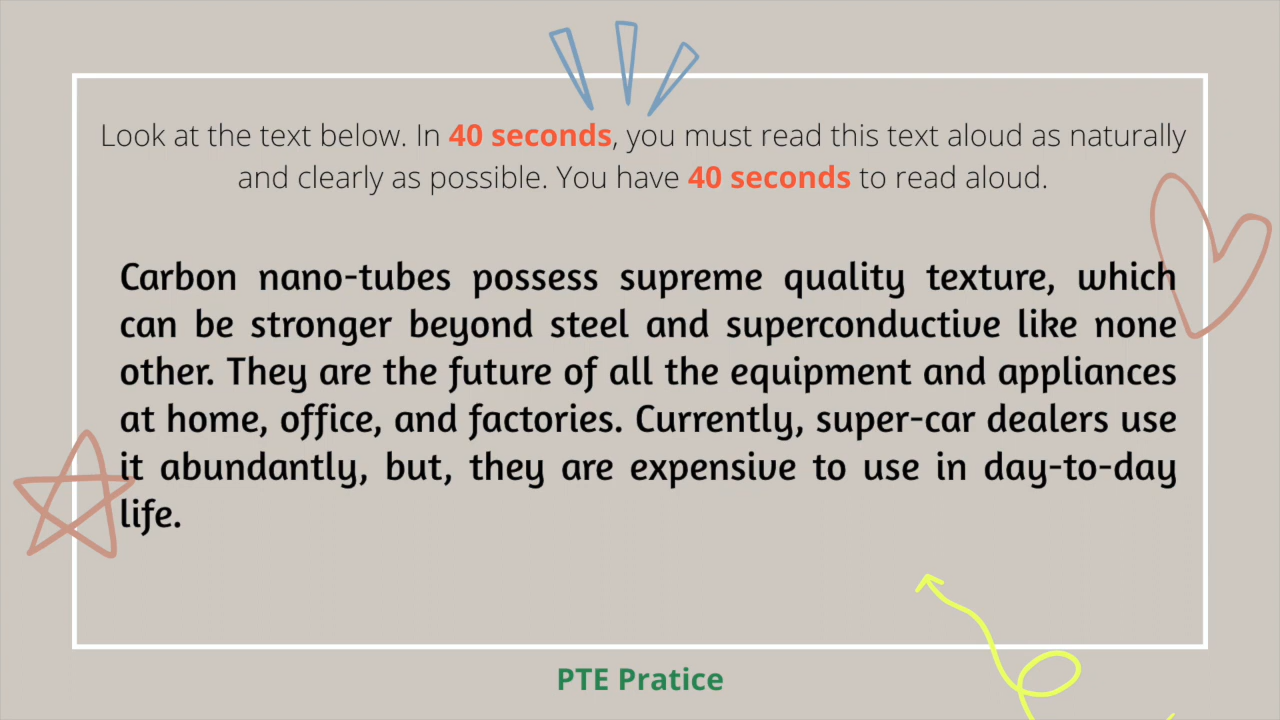 Look at the text below. In 40 seconds, you must read this text aloud as naturally
and clearly as possible. You have 40 seconds to read aloud.
Carbon nano-tubes possess supreme quality texture, which
can be stronger beyond steel and superconductive like none
other. They are the future of all the equipment and appliances
at home, office, and factories. Currently, super-car dealers use
it abundantly, but, they are expensive to use in day-to-day
life.
PTE Pratice